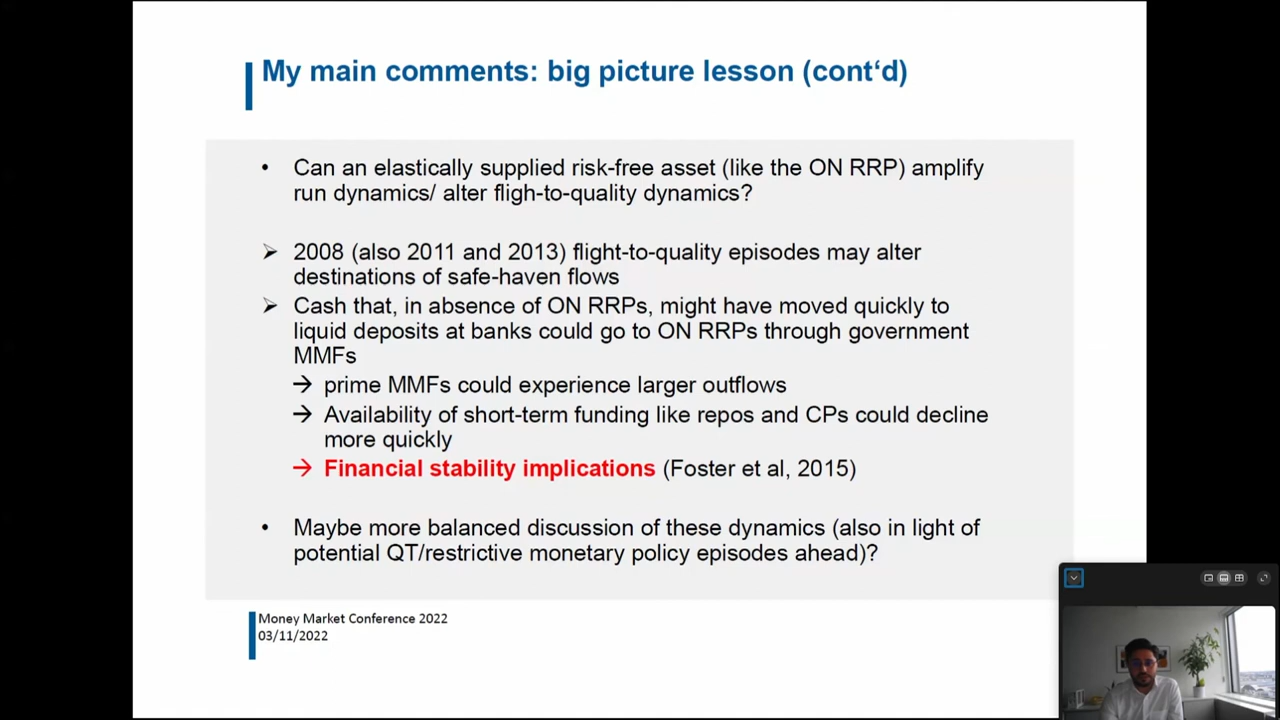 My main comments: big picture lesson (cont‘d)
• Can an elastically supplied risk-free asset (like the ON RRP) amplify
run dynamics/ alter fligh-to-quality dynamics?
➢ 2008 (also 2011 and 2013) flight-to-quality episodes may alter
destinations of safe-haven flows
➢ Cash that, in absence of ON RRPs, might have moved quickly to
liquid deposits at banks could go to ON RRPs through government
MMFs
→ prime MMFs could experience larger outflows
→ Availability of short-term funding like repos and CPs could decline
more quickly
→ Financial stability implications (Foster et al, 2015)
• Maybe more balanced discussion of these dynamics (also in light of
potential QT/restrictive monetary policy episodes ahead)?
Money Market Conference 2022
03/11/2022